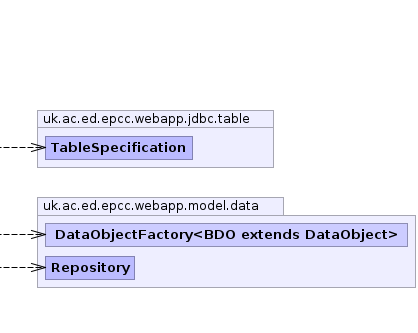 uk.ac.ed.epcc.webapp.jdbc.table
TableSpecification
uk.ac.ed.epcc.webapp.model.data
DataObjectFactory<BDO extends DataObject>
Repository